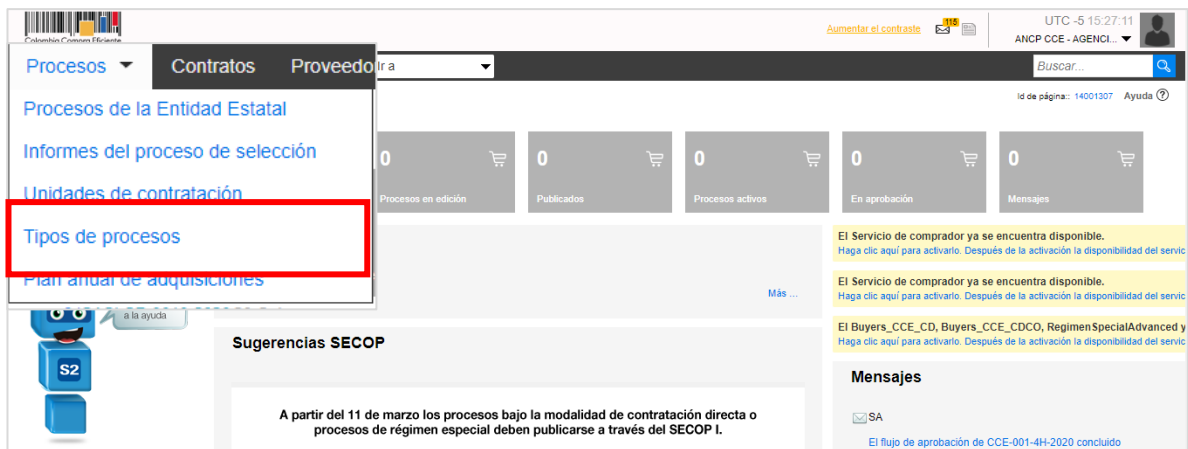 Colombia Compra Eficiente
Aumentar el contraste
115
UTC -5 15:27:11
ANCP CCE - AGENCI...
Procesos
Contratos
Proveedo
Ir a
Buscar...
Id de página:: 14001307
Ayuda
Procesos de la Entidad Estatal
Informes del proceso de selección
Unidades de contratación
Tipos de procesos
Plan anual de adquisiciones
0
Procesos en edición
0
Publicados
0
Procesos activos
0
En aprobación
0
Mensajes
El Servicio de comprador ya se encuentra disponible.
Haga clic aquí para activarlo. Después de la activación la disponibilidad del servic
El Servicio de comprador ya se encuentra disponible.
Haga clic aquí para activarlo. Después de la activación la disponibilidad del servic
El Buyers_CCE_CD, Buyers_CCE_CDCO, RegimenSpecialAdvanced y
Haga clic aquí para activarlo. Después de la activación la disponibilidad del servic
Más ...
a la ayuda
S2
Sugerencias SECOP
A partir del 11 de marzo los procesos bajo la modalidad de contratación directa o
procesos de régimen especial deben publicarse a través del SECOP I.
Mensajes
SA
El flujo de aprobación de CCE-001-4H-2020 concluido